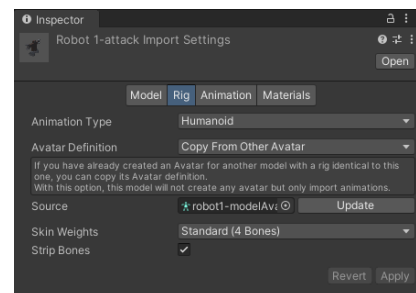 Inspector
Robot 1-attack Import Settings
Open
Model Rig Animation Materials
Animation Type Humanoid
Avatar Definition Copy From Other Avatar
If you have already created an Avatar for another model with a rig identical to this
one, you can copy its Avatar definition.
With this option, this model will not create any avatar but only import animations.
Source robot1-modelAva Update
Skin Weights Standard (4 Bones)
Strip Bones
Revert Apply